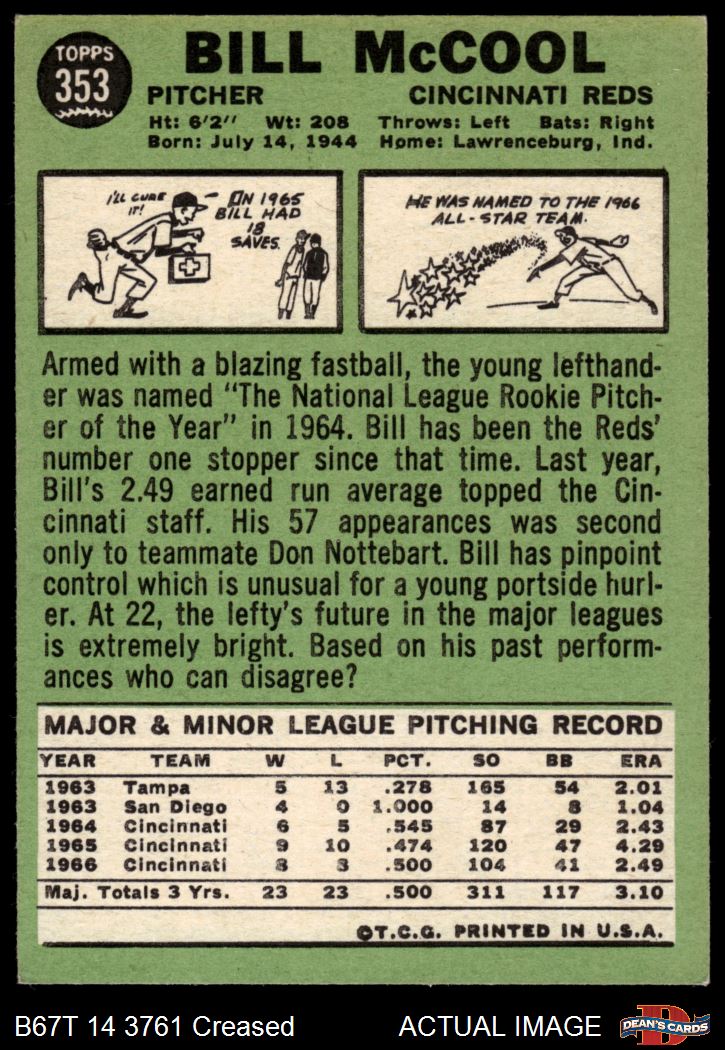 TOPPS
353
BILL McCOOL
PITCHER CINCINNATI REDS
Ht: 6'2" Wt: 208 Throws: Left Bats: Right
Born: July 14, 1944 Home: Lawrenceburg, Ind.
I'LL CURE
IT!
IN 1965
BILL HAD
18
SAVES.
HE WAS NAMED TO THE 1966
ALL-STAR TEAM.
Armed with a blazing fastball, the young lefthand-
er was named "The National League Rookie Pitch-
er of the Year" in 1964. Bill has been the Reds'
number one stopper since that time. Last year,
Bill's 2.49 earned run average topped the Cin-
cinnati staff. His 57 appearances was second
only to teammate Don Nottebart. Bill has pinpoint
control which is unusual for a young portside hurl-
er. At 22, the lefty's future in the major leagues
is extremely bright. Based on his past perform-
ances who can disagree?
MAJOR & MINOR LEAGUE PITCHING RECORD
YEAR TEAM W L PCT. SO BB ERA
1963 Tampa 5 13 .278 165 54 2.01
1963 San Diego 4 0 1.000 14 8 1.04
1964 Cincinnati 6 5 .545 87 29 2.43
1965 Cincinnati 9 10 .474 120 47 4.29
1966 Cincinnati 8 8 .500 104 41 2.49
Maj. Totals 3 Yrs. 23 23 .500 311 117 3.10
©T.C.G. PRINTED IN U.S.A.
B67T 14 3761 Creased ACTUAL IMAGE
DEAN'S CARDS